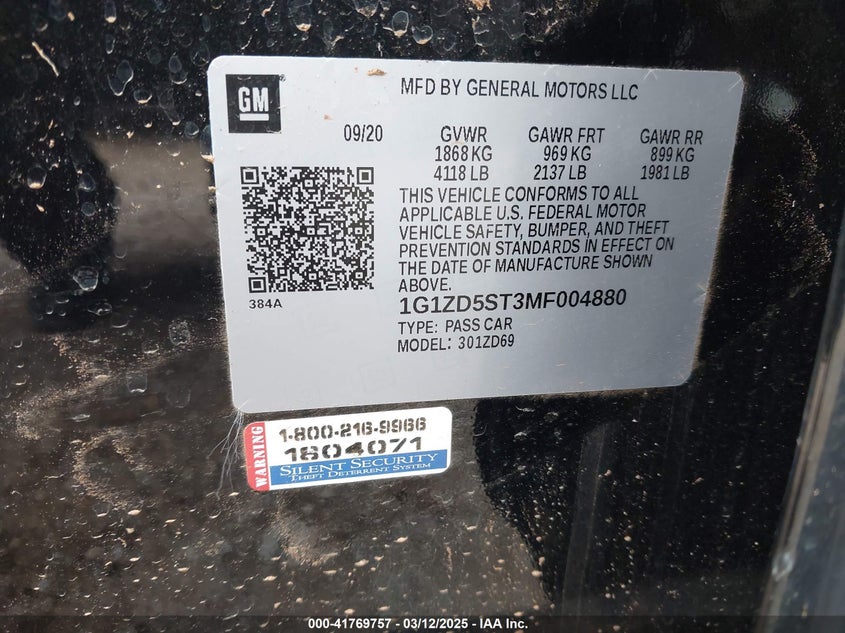 GM
MFD BY GENERAL MOTORS LLC
09/20
GVWR GAWR FRT GAWR RR
1868 KG 969 KG 899 KG
4118 LB 2137 LB 1981 LB
THIS VEHICLE CONFORMS TO ALL
APPLICABLE U.S. FEDERAL MOTOR
VEHICLE SAFETY, BUMPER, AND THEFT
PREVENTION STANDARDS IN EFFECT ON
THE DATE OF MANUFACTURE SHOWN
ABOVE.
384A
1G1ZD5ST3MF004880
TYPE: PASS CAR
MODEL: 301ZD69
WARNING
1-800-216-9966
1804071
SILENT SECURITY
THEFT DETERRENT SYSTEM
000-41769757 — 03/12/2025 — IAA Inc.